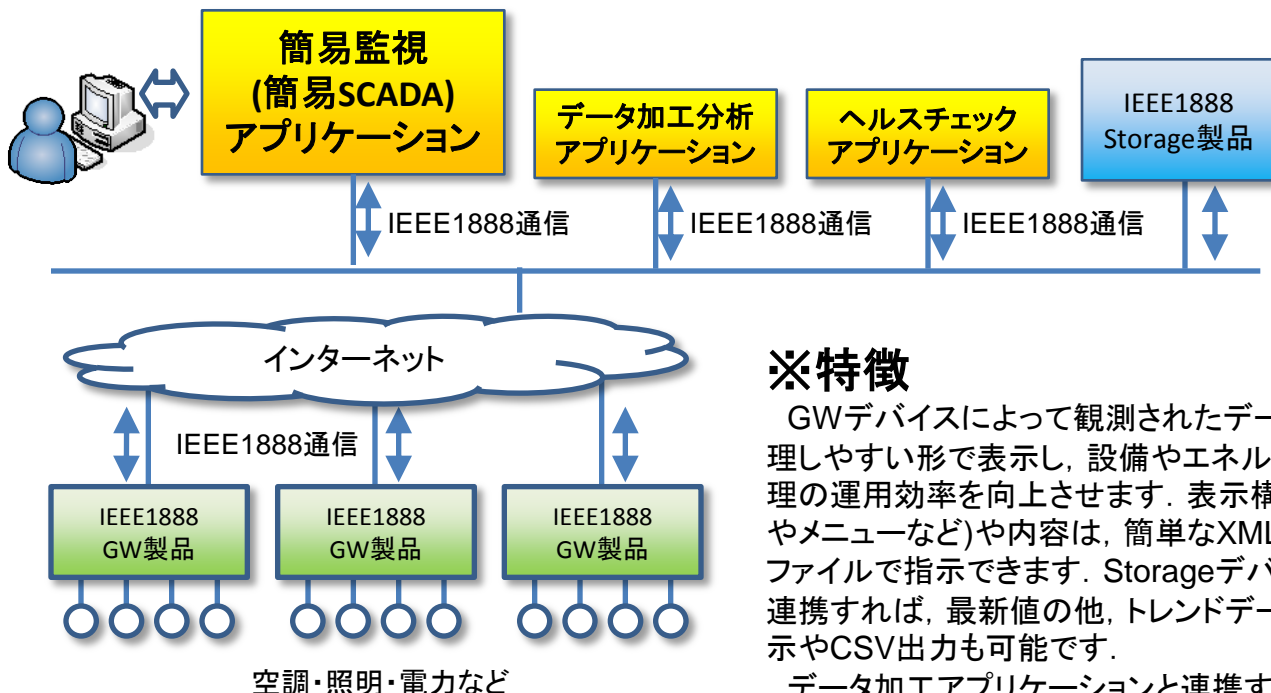 簡易監視
(簡易SCADA)
アプリケーション
データ加工分析
アプリケーション
ヘルスチェック
アプリケーション
IEEE1888
Storage製品
IEEE1888通信
IEEE1888通信
IEEE1888通信
インターネット
IEEE1888通信
IEEE1888
GW製品
IEEE1888
GW製品
IEEE1888
GW製品
空調・照明・電力など
※特徴
GWデバイスによって観測されたデー
理しやすい形で表示し，設備やエネル
理の運用効率を向上させます．表示構
やメニューなど)や内容は，簡単なXML
ファイルで指示できます．Storageデバ
連携すれば，最新値の他，トレンドデー
示やCSV出力も可能です．
データ加工アプリケーションと連携す